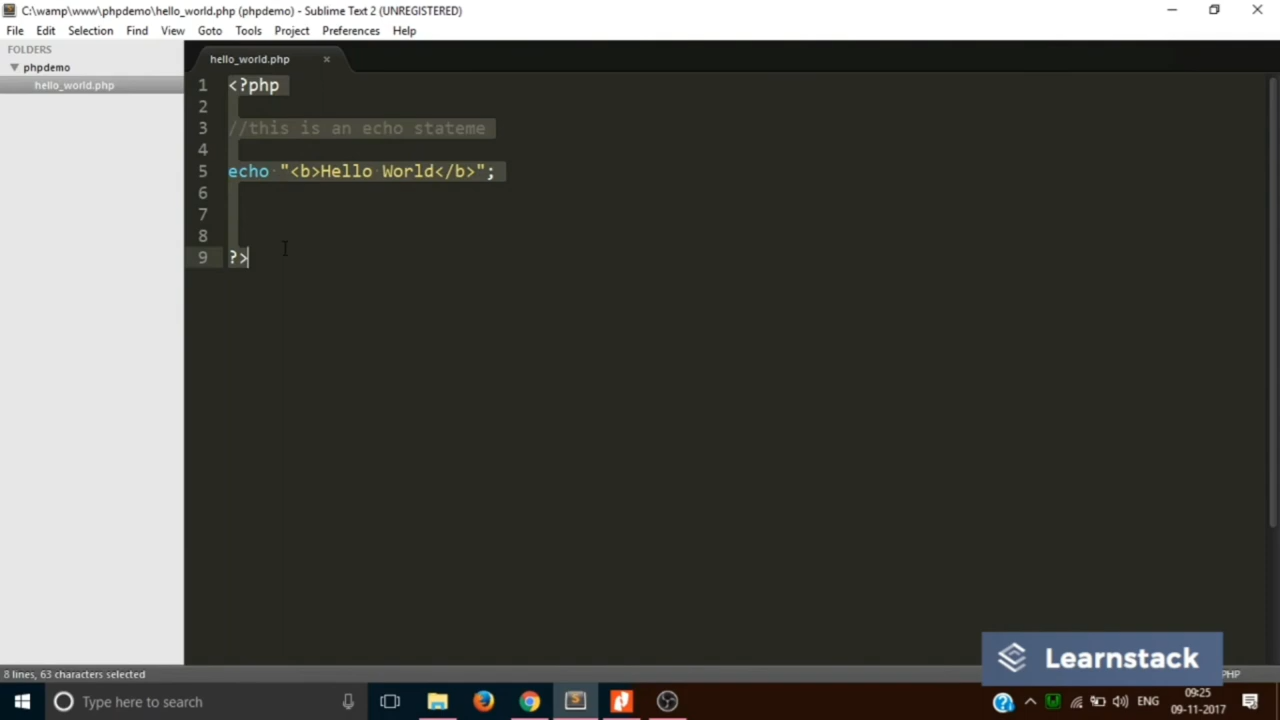 C:\wamp\www\phpdemo\hello_world.php (phpdemo) - Sublime Text 2 (UNREGISTERED)
File Edit Selection Find View Goto Tools Project Preferences Help
FOLDERS
phpdemo
hello_world.php
hello_world.php ×
1 <?php
2
3 //this is an echo stateme
4
5 echo "<b>Hello World</b>";
6
7
8
9 ?>
Learnstack
8 lines, 63 characters selected
PHP
Type here to search
ENG
09:25
09-11-2017